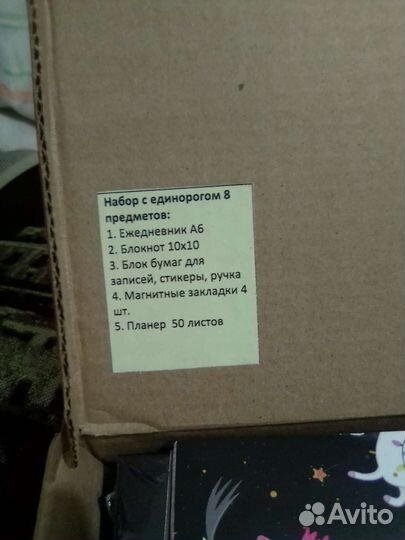 Набор с единорогом 8
предметов:
1. Ежедневник А6
2. Блокнот 10х10
3. Блок бумаг для
записей, стикеры, ручка
4. Магнитные закладки 4
шт.
5. Планер 50 листов
Avito